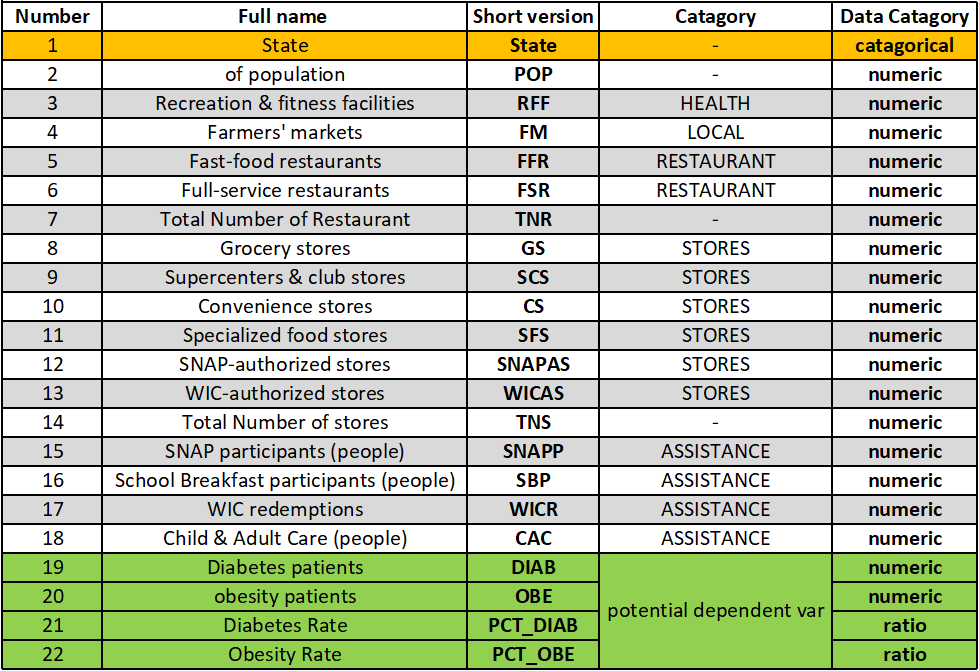 Number Full name Short version Catagory Data Catagory
1 State State - catagorical
2 of population POP - numeric
3 Recreation & fitness facilities RFF HEALTH numeric
4 Farmers' markets FM LOCAL numeric
5 Fast-food restaurants FFR RESTAURANT numeric
6 Full-service restaurants FSR RESTAURANT numeric
7 Total Number of Restaurant TNR - numeric
8 Grocery stores GS STORES numeric
9 Supercenters & club stores SCS STORES numeric
10 Convenience stores CS STORES numeric
11 Specialized food stores SFS STORES numeric
12 SNAP-authorized stores SNAPAS STORES numeric
13 WIC-authorized stores WICAS STORES numeric
14 Total Number of stores TNS - numeric
15 SNAP participants (people) SNAPP ASSISTANCE numeric
16 School Breakfast participants (people) SBP ASSISTANCE numeric
17 WIC redemptions WICR ASSISTANCE numeric
18 Child & Adult Care (people) CAC ASSISTANCE numeric
19 Diabetes patients DIAB numeric
20 obesity patients OBE numeric
potential dependent var
21 Diabetes Rate PCT_DIAB ratio
22 Obesity Rate PCT_OBE ratio